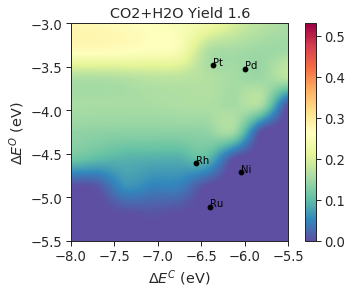 CO2+H2O Yield 1.6
−3.0
−3.5
−4.0
−4.5
−5.0
−5.5
ΔE^O (eV)
Pt
Pd
Rh
Ni
Ru
−8.0 −7.5 −7.0 −6.5 −6.0 −5.5
ΔE^C (eV)
0.5
0.4
0.3
0.2
0.1
0.0